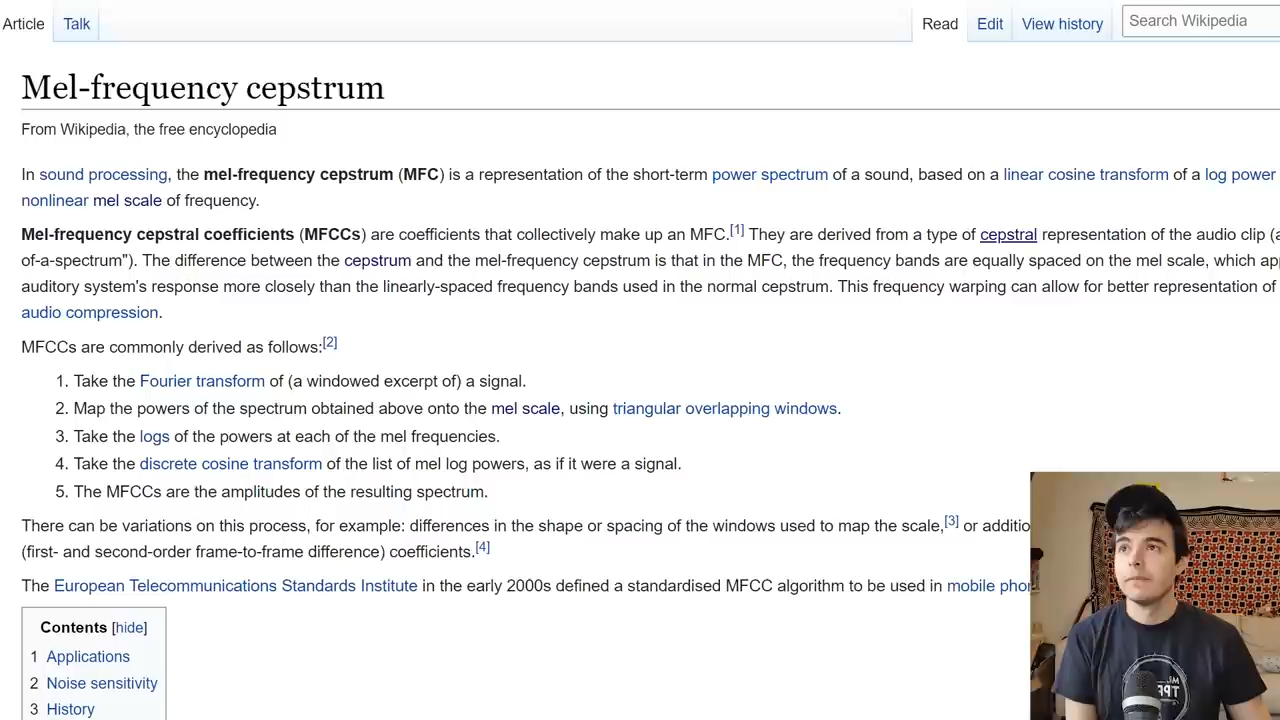 Article Talk Read Edit View history Search Wikipedia
Mel-frequency cepstrum
From Wikipedia, the free encyclopedia
In sound processing, the mel-frequency cepstrum (MFC) is a representation of the short-term power spectrum of a sound, based on a linear cosine transform of a log power
nonlinear mel scale of frequency.
Mel-frequency cepstral coefficients (MFCCs) are coefficients that collectively make up an MFC.[1] They are derived from a type of cepstral representation of the audio clip (a
of-a-spectrum"). The difference between the cepstrum and the mel-frequency cepstrum is that in the MFC, the frequency bands are equally spaced on the mel scale, which ap
auditory system's response more closely than the linearly-spaced frequency bands used in the normal cepstrum. This frequency warping can allow for better representation of
audio compression.
MFCCs are commonly derived as follows:[2]
1. Take the Fourier transform of (a windowed excerpt of) a signal.
2. Map the powers of the spectrum obtained above onto the mel scale, using triangular overlapping windows.
3. Take the logs of the powers at each of the mel frequencies.
4. Take the discrete cosine transform of the list of mel log powers, as if it were a signal.
5. The MFCCs are the amplitudes of the resulting spectrum.
There can be variations on this process, for example: differences in the shape or spacing of the windows used to map the scale,[3] or additio
(first- and second-order frame-to-frame difference) coefficients.[4]
The European Telecommunications Standards Institute in the early 2000s defined a standardised MFCC algorithm to be used in mobile pho
Contents [hide]
1 Applications
2 Noise sensitivity
3 History